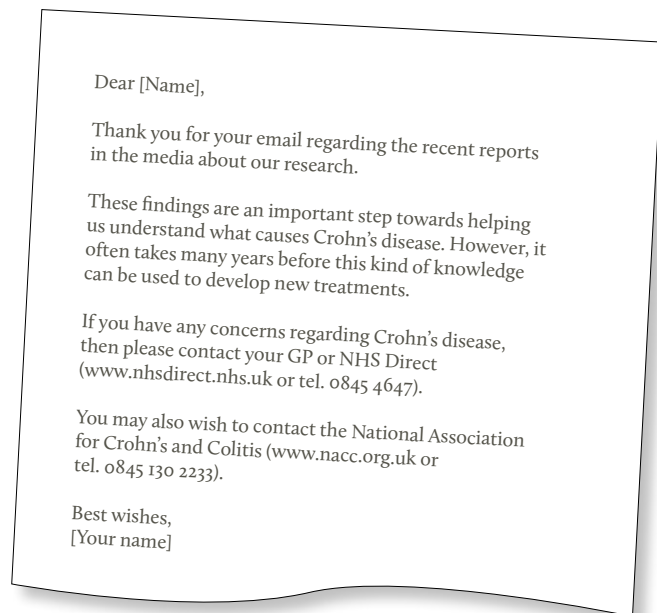 Dear [Name],
Thank you for your email regarding the recent reports
in the media about our research.
These findings are an important step towards helping
us understand what causes Crohn's disease. However, it
often takes many years before this kind of knowledge
can be used to develop new treatments.
If you have any concerns regarding Crohn's disease,
then please contact your GP or NHS Direct
(www.nhsdirect.nhs.uk or tel. 0845 4647).
You may also wish to contact the National Association
for Crohn's and Colitis (www.nacc.org.uk or
tel. 0845 130 2233).
Best wishes,
[Your name]